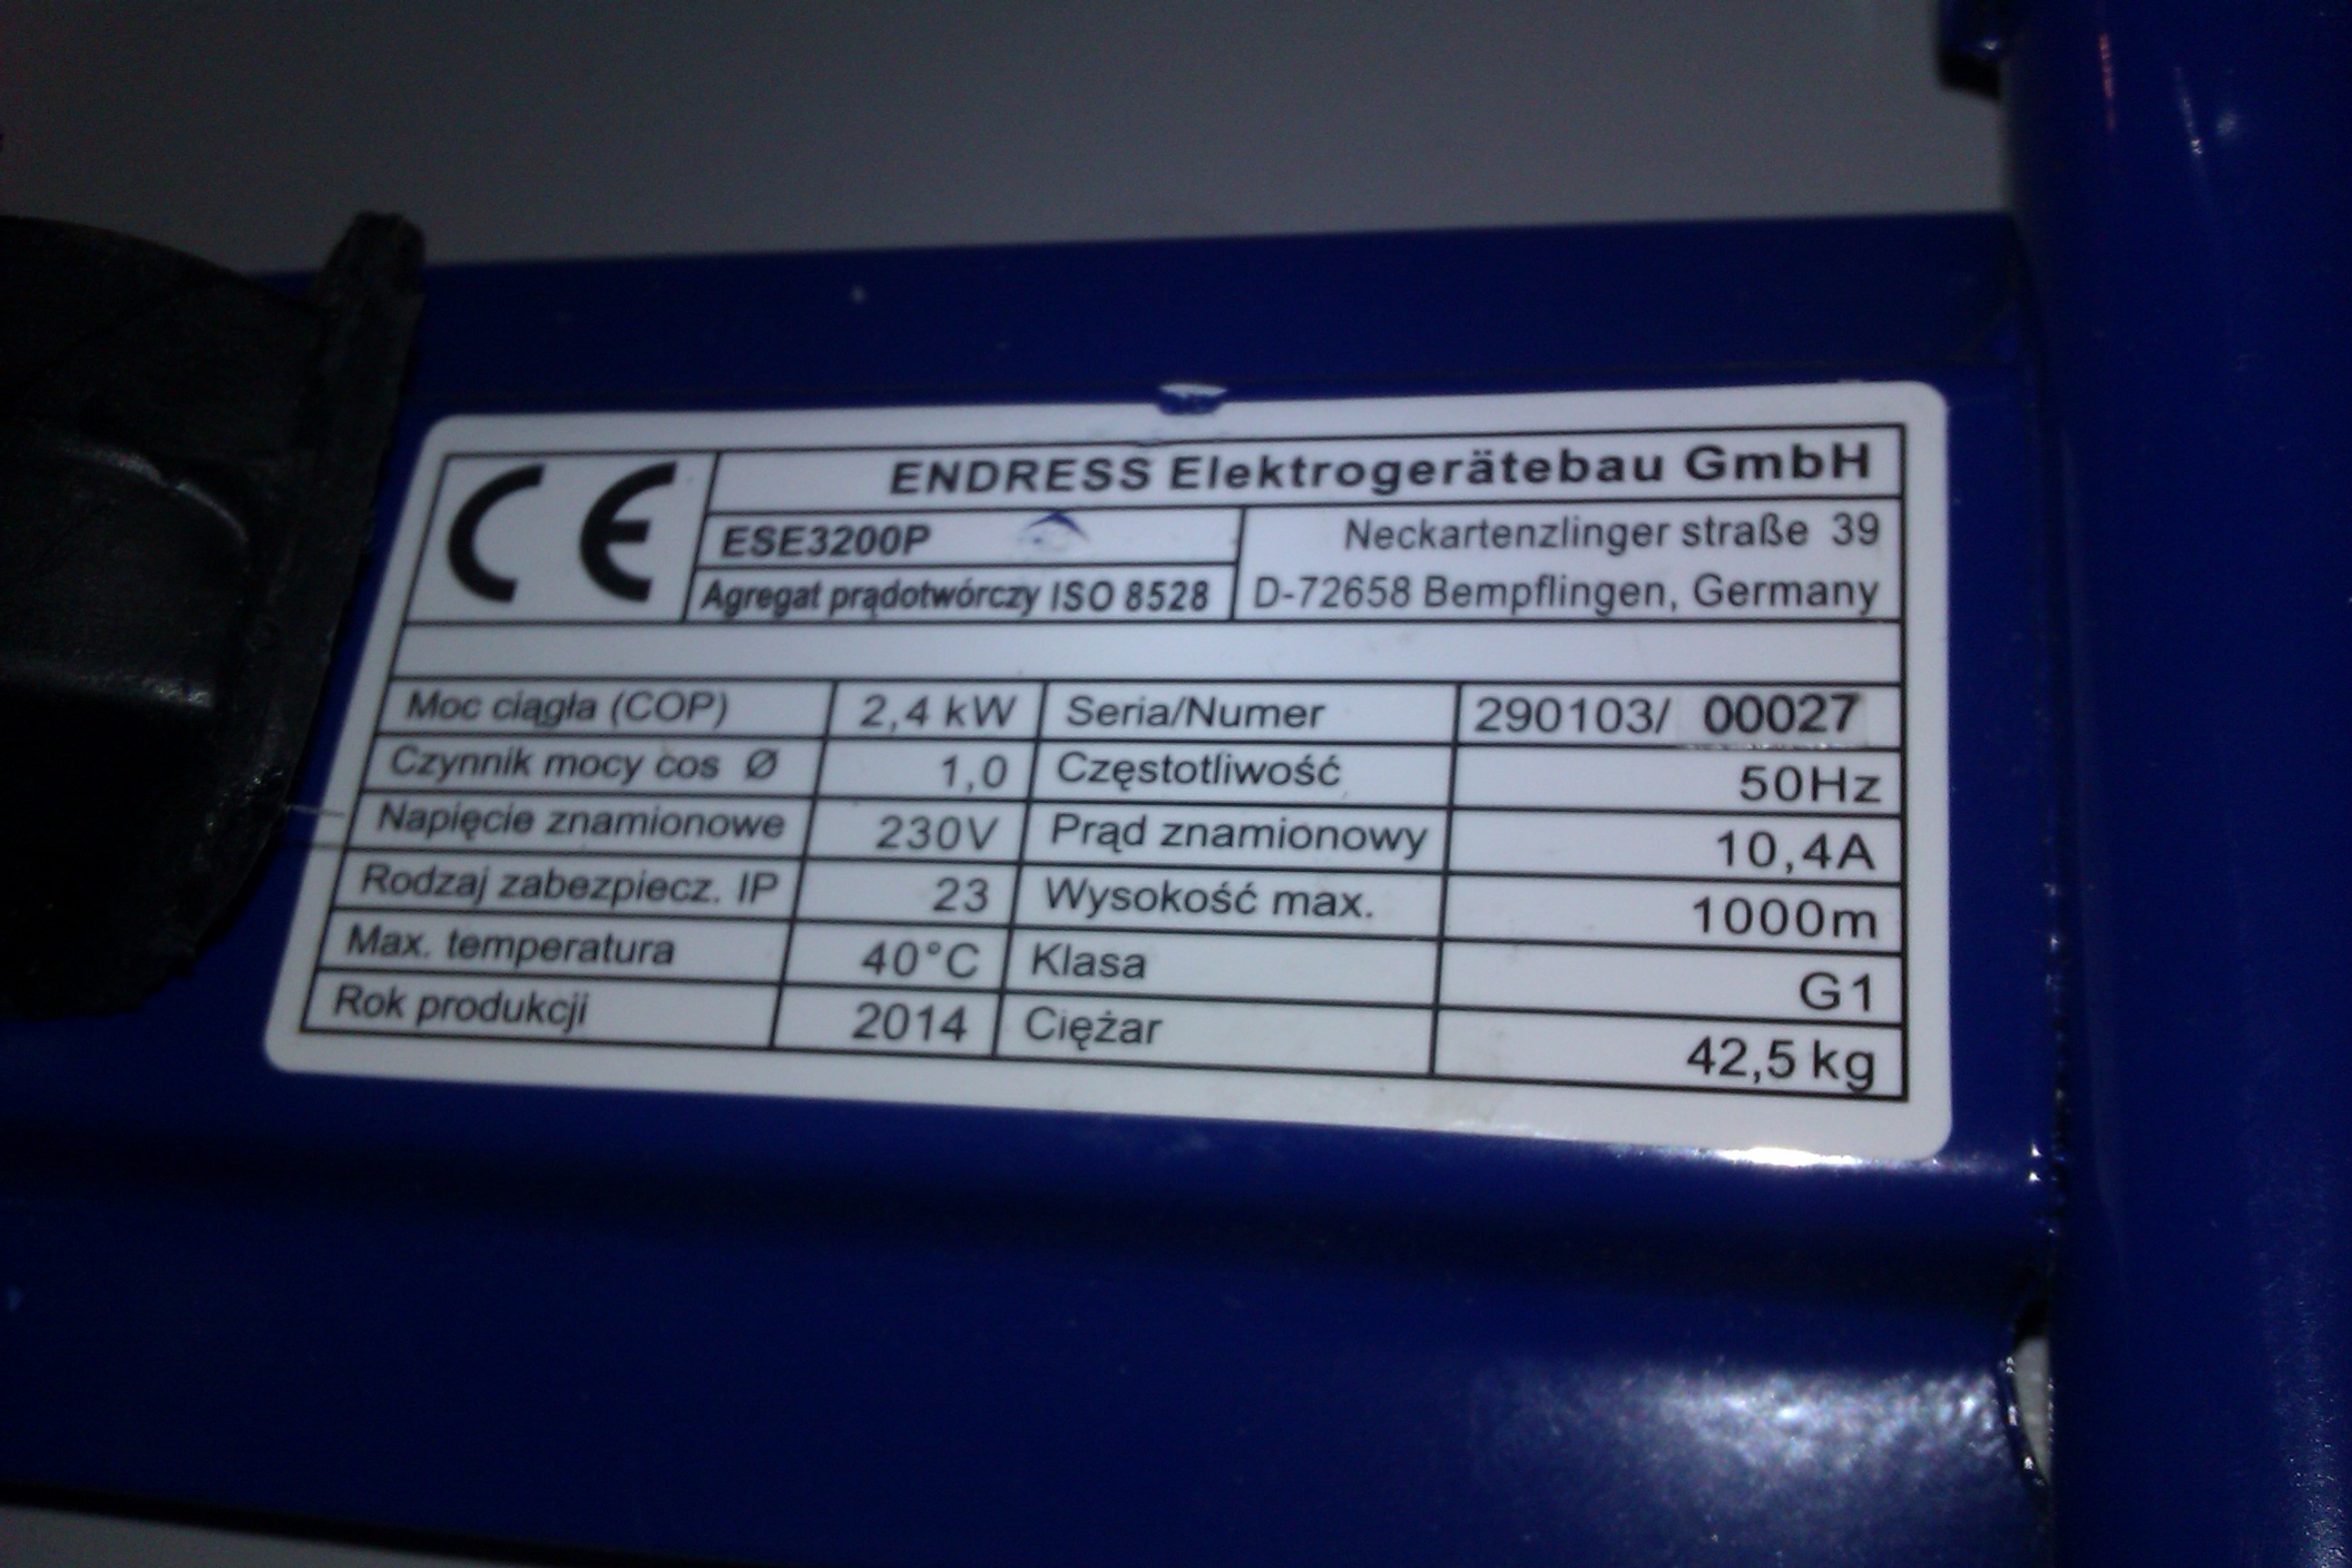 CE
ENDRESS Elektrogerätebau GmbH
ESE3200P
Agregat prądotwórczy ISO 8528
Neckartenzlinger straße 39
D-72658 Bempflingen, Germany
Moc ciągła (COP) 2,4 kW Seria/Numer 290103/ 00027
Czynnik mocy cos Ø 1,0 Częstotliwość 50Hz
Napięcie znamionowe 230V Prąd znamionowy 10,4A
Rodzaj zabezpiecz. IP 23 Wysokość max. 1000m
Max. temperatura 40°C Klasa G1
Rok produkcji 2014 Ciężar 42,5 kg